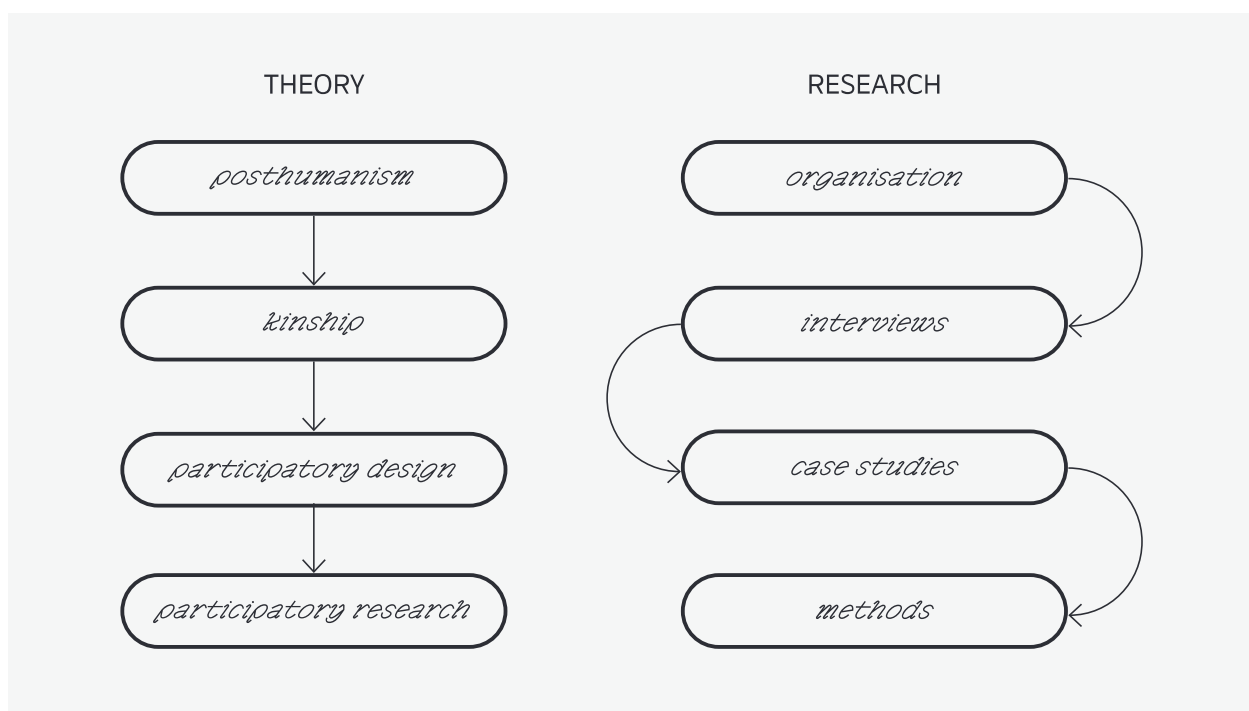 THEORY
posthumanism
kinship
participatory design
participatory research
RESEARCH
organisation
interviews
case studies
methods